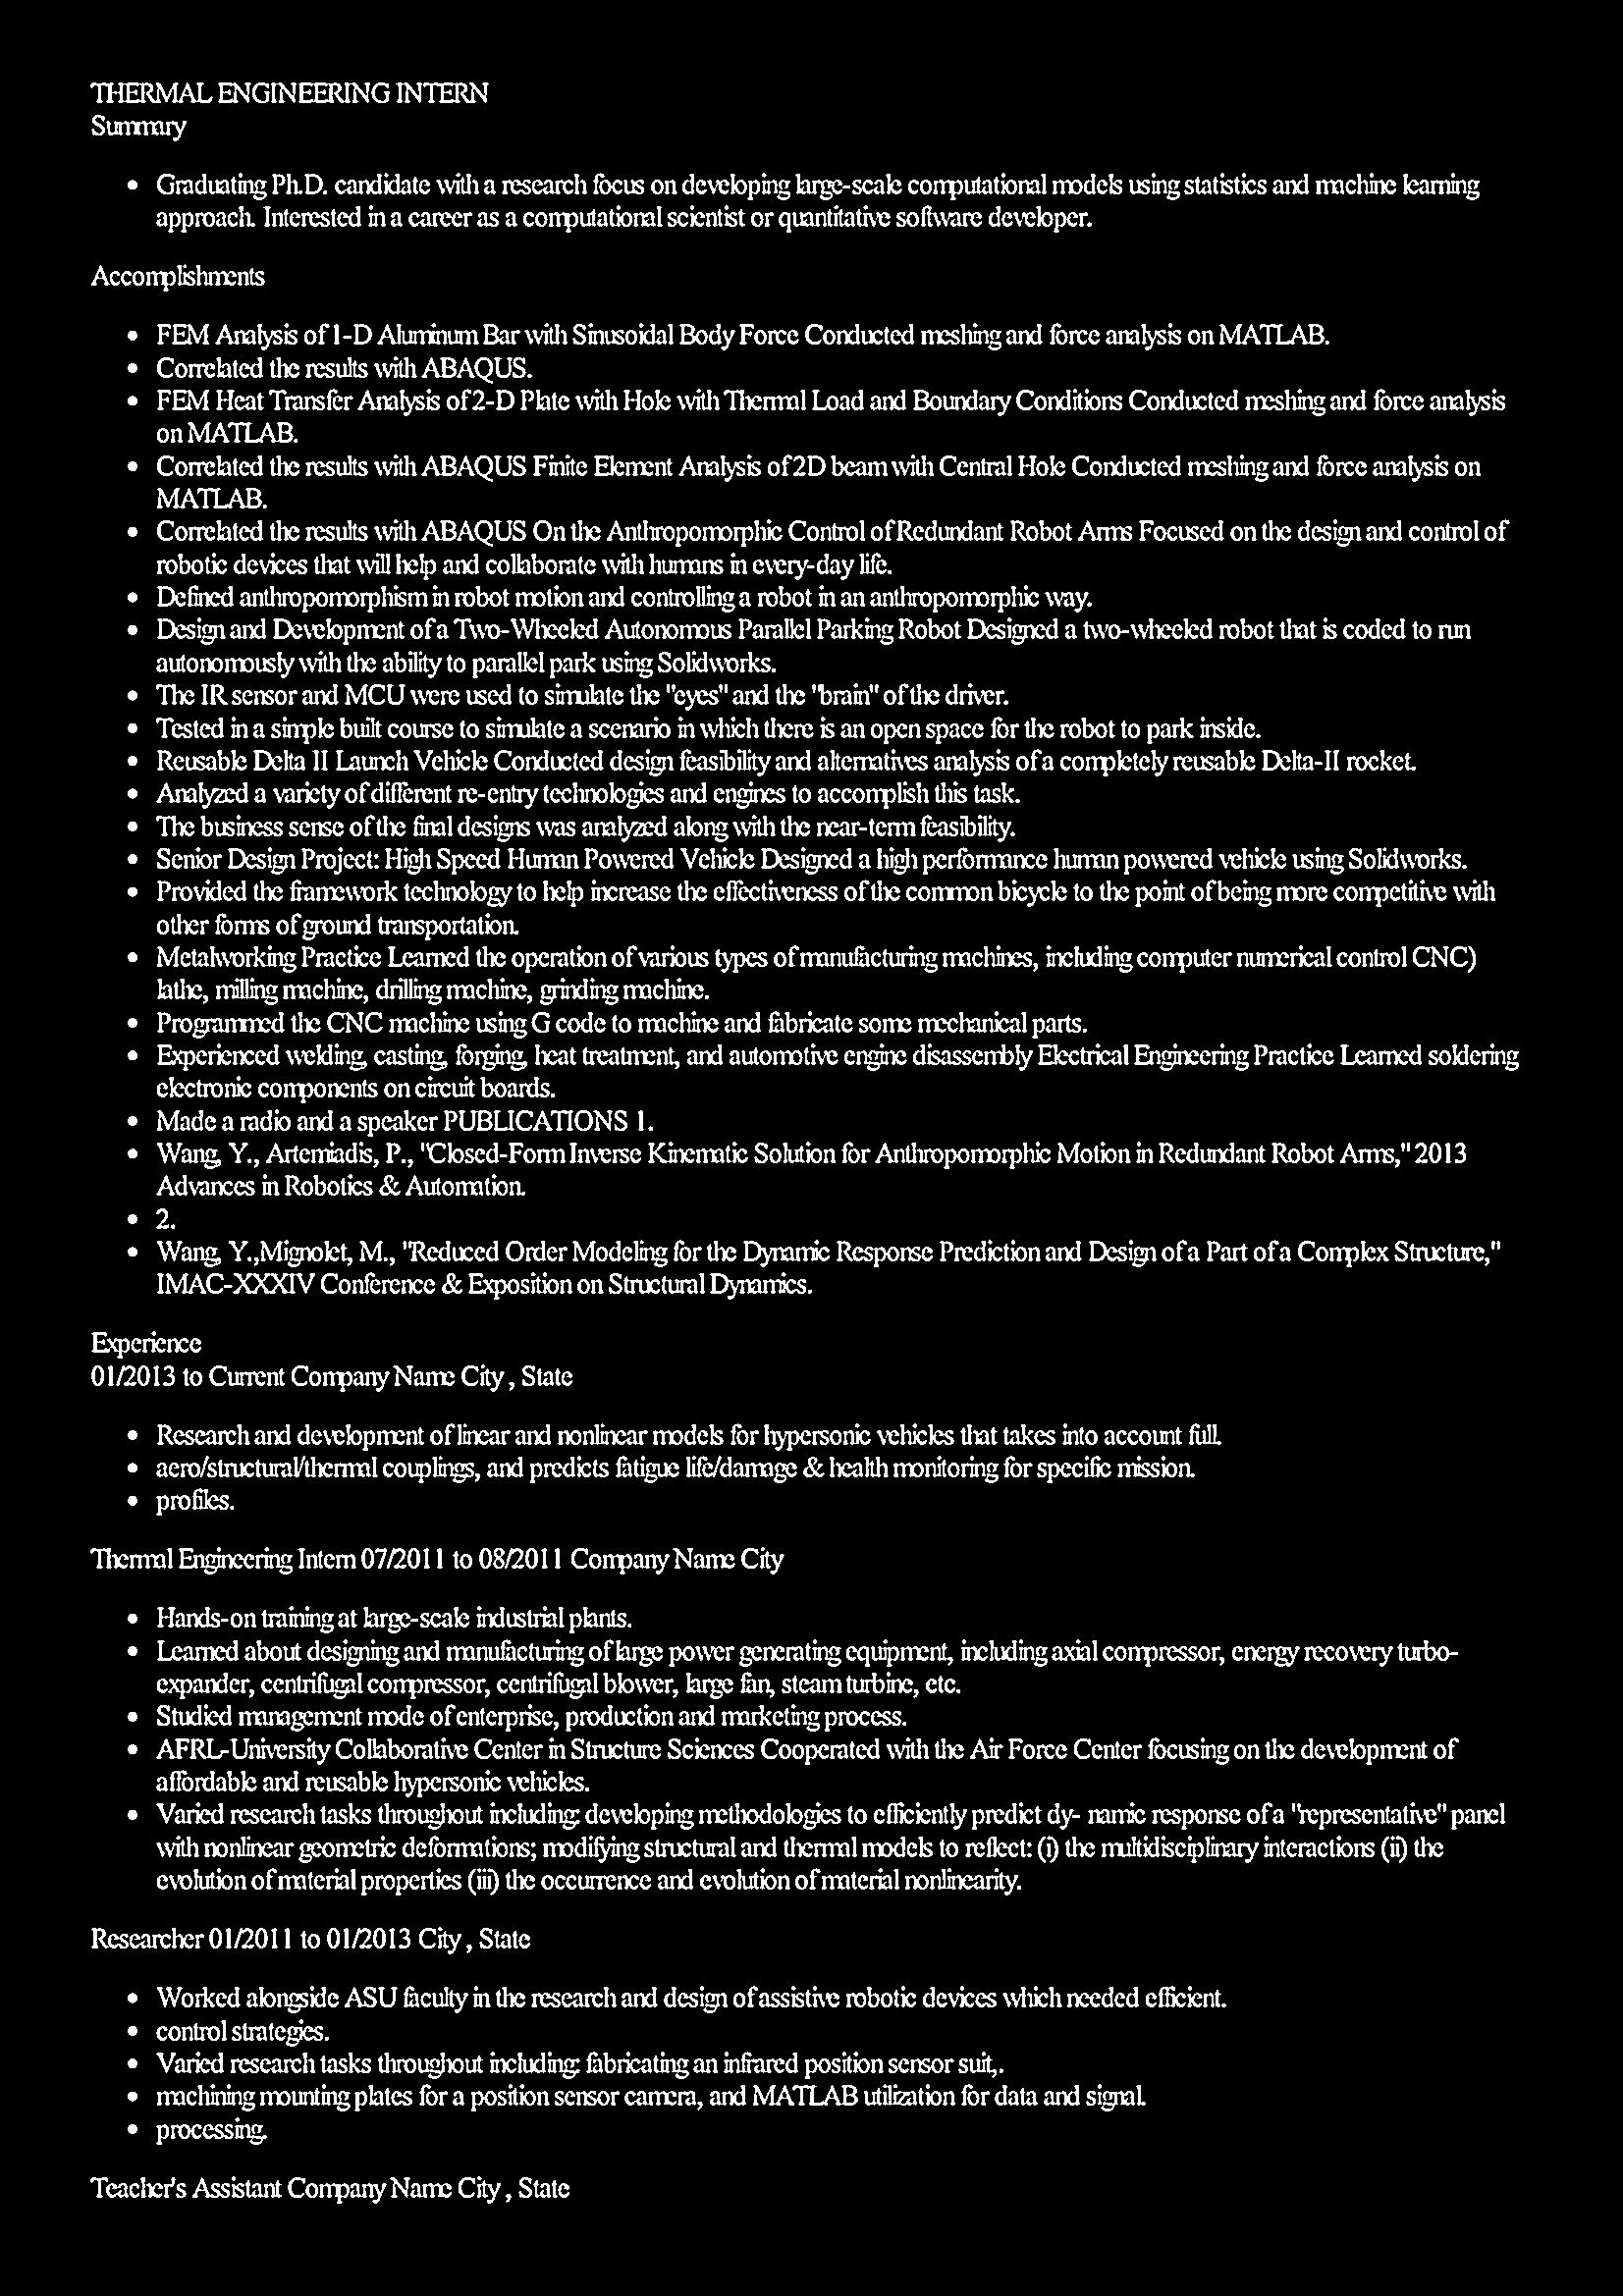 THERMAL ENGINEERING INTERN
Summary
• Graduating Ph.D. candidate with a research focus on developing large-scale computational models using statistics and machine learning
approach. Interested in a career as a computational scientist or quantitative software developer.
Accomplishments
• FEM Analysis of 1-D Aluminum Bar with Sinusoidal Body Force Conducted meshing and force analysis on MATLAB.
• Correlated the results with ABAQUS.
• FEM Heat Transfer Analysis of 2-D Plate with Hole with Thermal Load and Boundary Conditions Conducted meshing and force analysis
on MATLAB.
• Correlated the results with ABAQUS Finite Element Analysis of 2D beam with Central Hole Conducted meshing and force analysis on
MATLAB.
• Correlated the results with ABAQUS On the Anthropomorphic Control of Redundant Robot Arms Focused on the design and control of
robotic devices that will help and collaborate with humans in every-day life.
• Defined anthropomorphism in robot motion and controlling a robot in an anthropomorphic way.
• Design and Development of a Two-Wheeled Autonomous Parallel Parking Robot Designed a two-wheeled robot that is coded to run
autonomously with the ability to parallel park using Solidworks.
• The IR sensor and MCU were used to simulate the "eyes" and the "brain" of the driver.
• Tested in a simple built course to simulate a scenario in which there is an open space for the robot to park inside.
• Reusable Delta II Launch Vehicle Conducted design feasibility and alternatives analysis of a completely reusable Delta-II rocket.
• Analyzed a variety of different re-entry technologies and engines to accomplish this task.
• The business sense of the final designs was analyzed along with the near-term feasibility.
• Senior Design Project: High Speed Human Powered Vehicle Designed a high performance human powered vehicle using Solidworks.
• Provided the framework technology to help increase the effectiveness of the common bicycle to the point of being more competitive with
other forms of ground transportation.
• Metalworking Practice Learned the operation of various types of manufacturing machines, including computer numerical control CNC)
lathe, milling machine, drilling machine, grinding machine.
• Programmed the CNC machine using G code to machine and fabricate some mechanical parts.
• Experienced welding, casting, forging, heat treatment, and automotive engine disassembly Electrical Engineering Practice Learned soldering
electronic components on circuit boards.
• Made a radio and a speaker PUBLICATIONS 1.
• Wang, Y., Artemiadis, P., "Closed-Form Inverse Kinematic Solution for Anthropomorphic Motion in Redundant Robot Arms," 2013
Advances in Robotics & Automation.
• 2.
• Wang, Y.,Mignolet, M., "Reduced Order Modeling for the Dynamic Response Prediction and Design of a Part of a Complex Structure,"
IMAC-XXXIV Conference & Exposition on Structural Dynamics.
Experience
01/2013 to Current Company Name City , State
• Research and development of linear and nonlinear models for hypersonic vehicles that takes into account full.
• aero/structural/thermal couplings, and predicts fatigue life/damage & health monitoring for specific mission.
• profiles.
Thermal Engineering Intern 07/2011 to 08/2011 Company Name City
• Hands-on training at large-scale industrial plants.
• Learned about designing and manufacturing of large power generating equipment, including axial compressor, energy recovery turbo-
expander, centrifugal compressor, centrifugal blower, large fan, steam turbine, etc.
• Studied management mode of enterprise, production and marketing process.
• AFRL-University Collaborative Center in Structure Sciences Cooperated with the Air Force Center focusing on the development of
affordable and reusable hypersonic vehicles.
• Varied research tasks throughout including: developing methodologies to efficiently predict dy- namic response of a "representative" panel
with nonlinear geometric deformations; modifying structural and thermal models to reflect: (i) the multidisciplinary interactions (ii) the
evolution of material properties (iii) the occurrence and evolution of material nonlinearity.
Researcher 01/2011 to 01/2013 City , State
• Worked alongside ASU faculty in the research and design of assistive robotic devices which needed efficient.
• control strategies.
• Varied research tasks throughout including: fabricating an infrared position sensor suit,.
• machining mounting plates for a position sensor camera, and MATLAB utilization for data and signal.
• processing.
Teacher's Assistant Company Name City , State